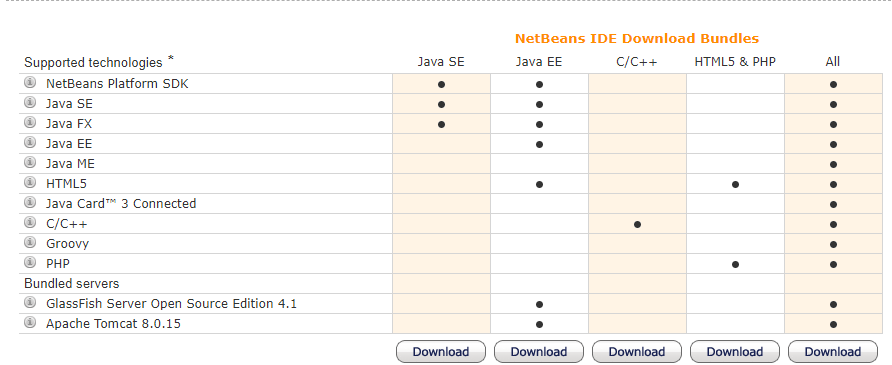 NetBeans IDE Download Bundles
Supported technologies * Java SE Java EE C/C++ HTML5 & PHP All
NetBeans Platform SDK • • •
Java SE • • •
Java FX • • •
Java EE • •
Java ME •
HTML5 • • •
Java Card™ 3 Connected •
C/C++ • •
Groovy •
PHP • •
Bundled servers
GlassFish Server Open Source Edition 4.1 • •
Apache Tomcat 8.0.15 • •
Download Download Download Download Download